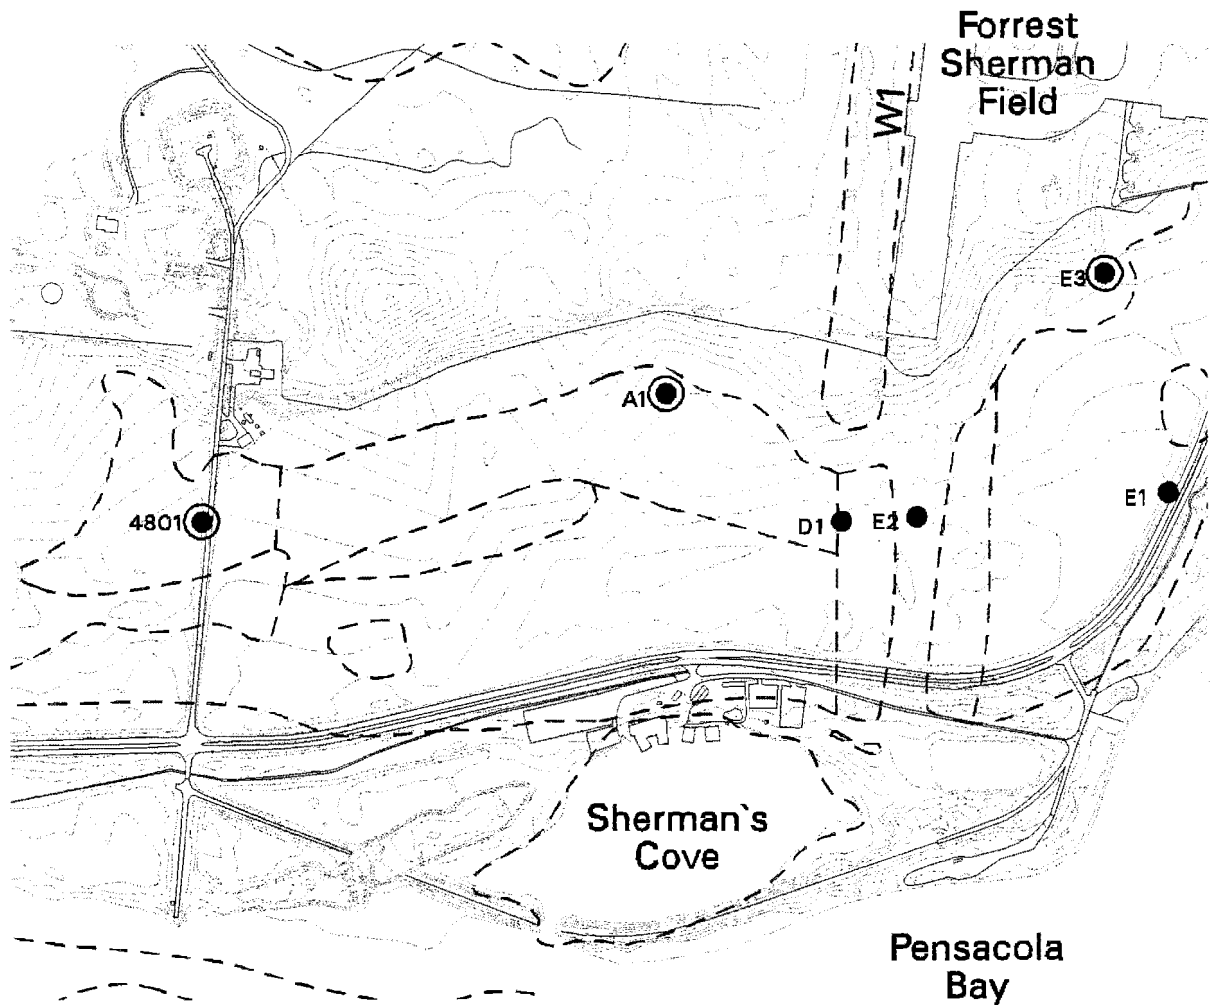 Forrest
Sherman
Field
W1
E3
A1
4801
D1
E2
E1
Sherman`s
Cove
Pensacola
Bay